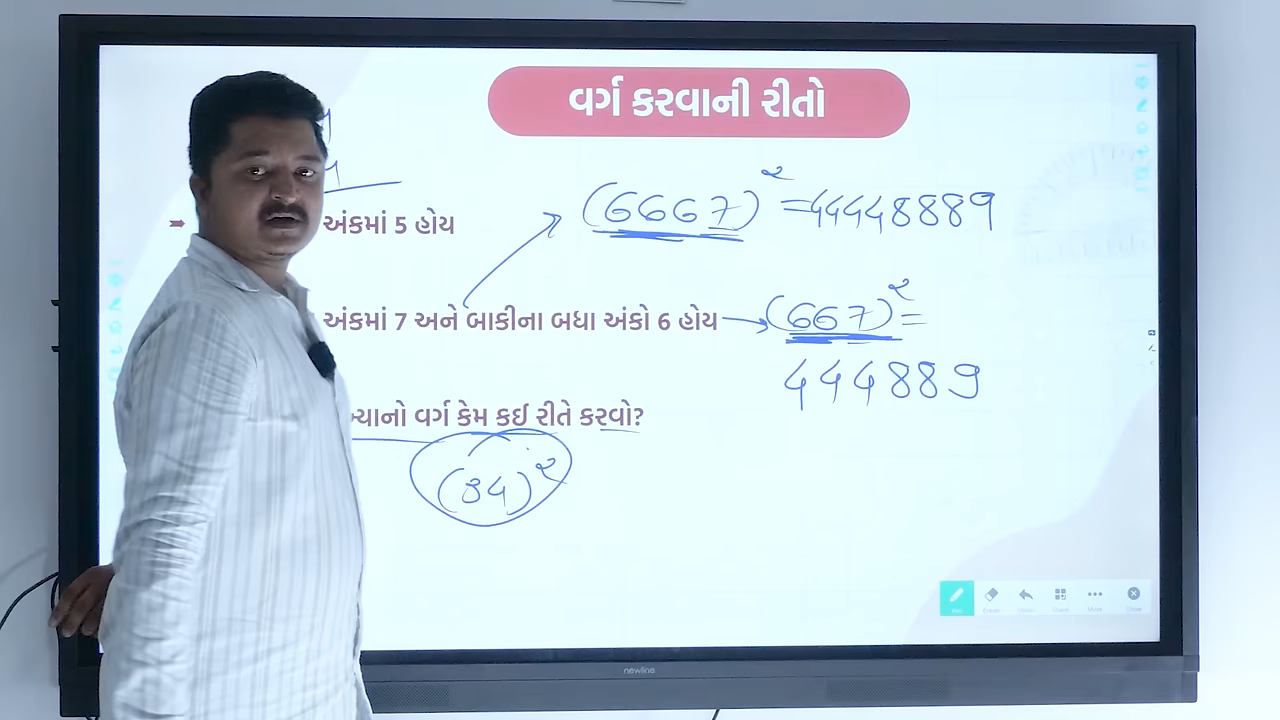 વર્ગ કરવાની રીતો
(6667)² = 44448889
અંકમાં 5 હોય
અંકમાં 7 અને બાકીના બધા અંકો 6 હોય
(667)² =
444889
વર્ગ કેમ કઈ રીતે કરવો?
(34)²
newline